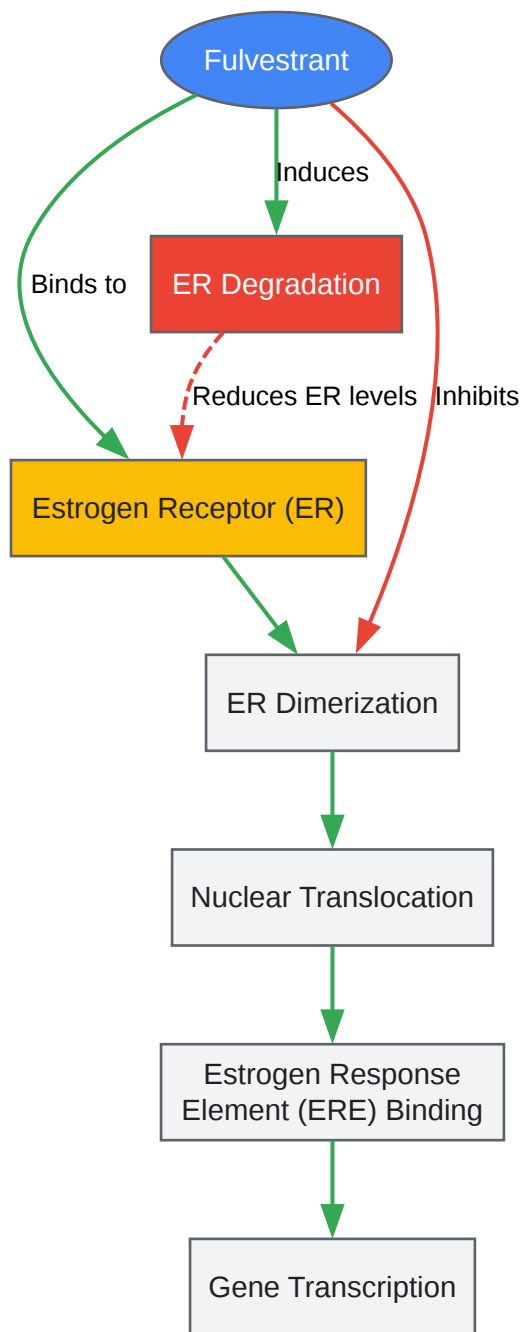 Fulvestrant
Induces
Binds to
ER Degradation
Reduces ER levels
Inhibits
Estrogen Receptor (ER)
ER Dimerization
Nuclear Translocation
Estrogen Response
Element (ERE) Binding
Gene Transcription